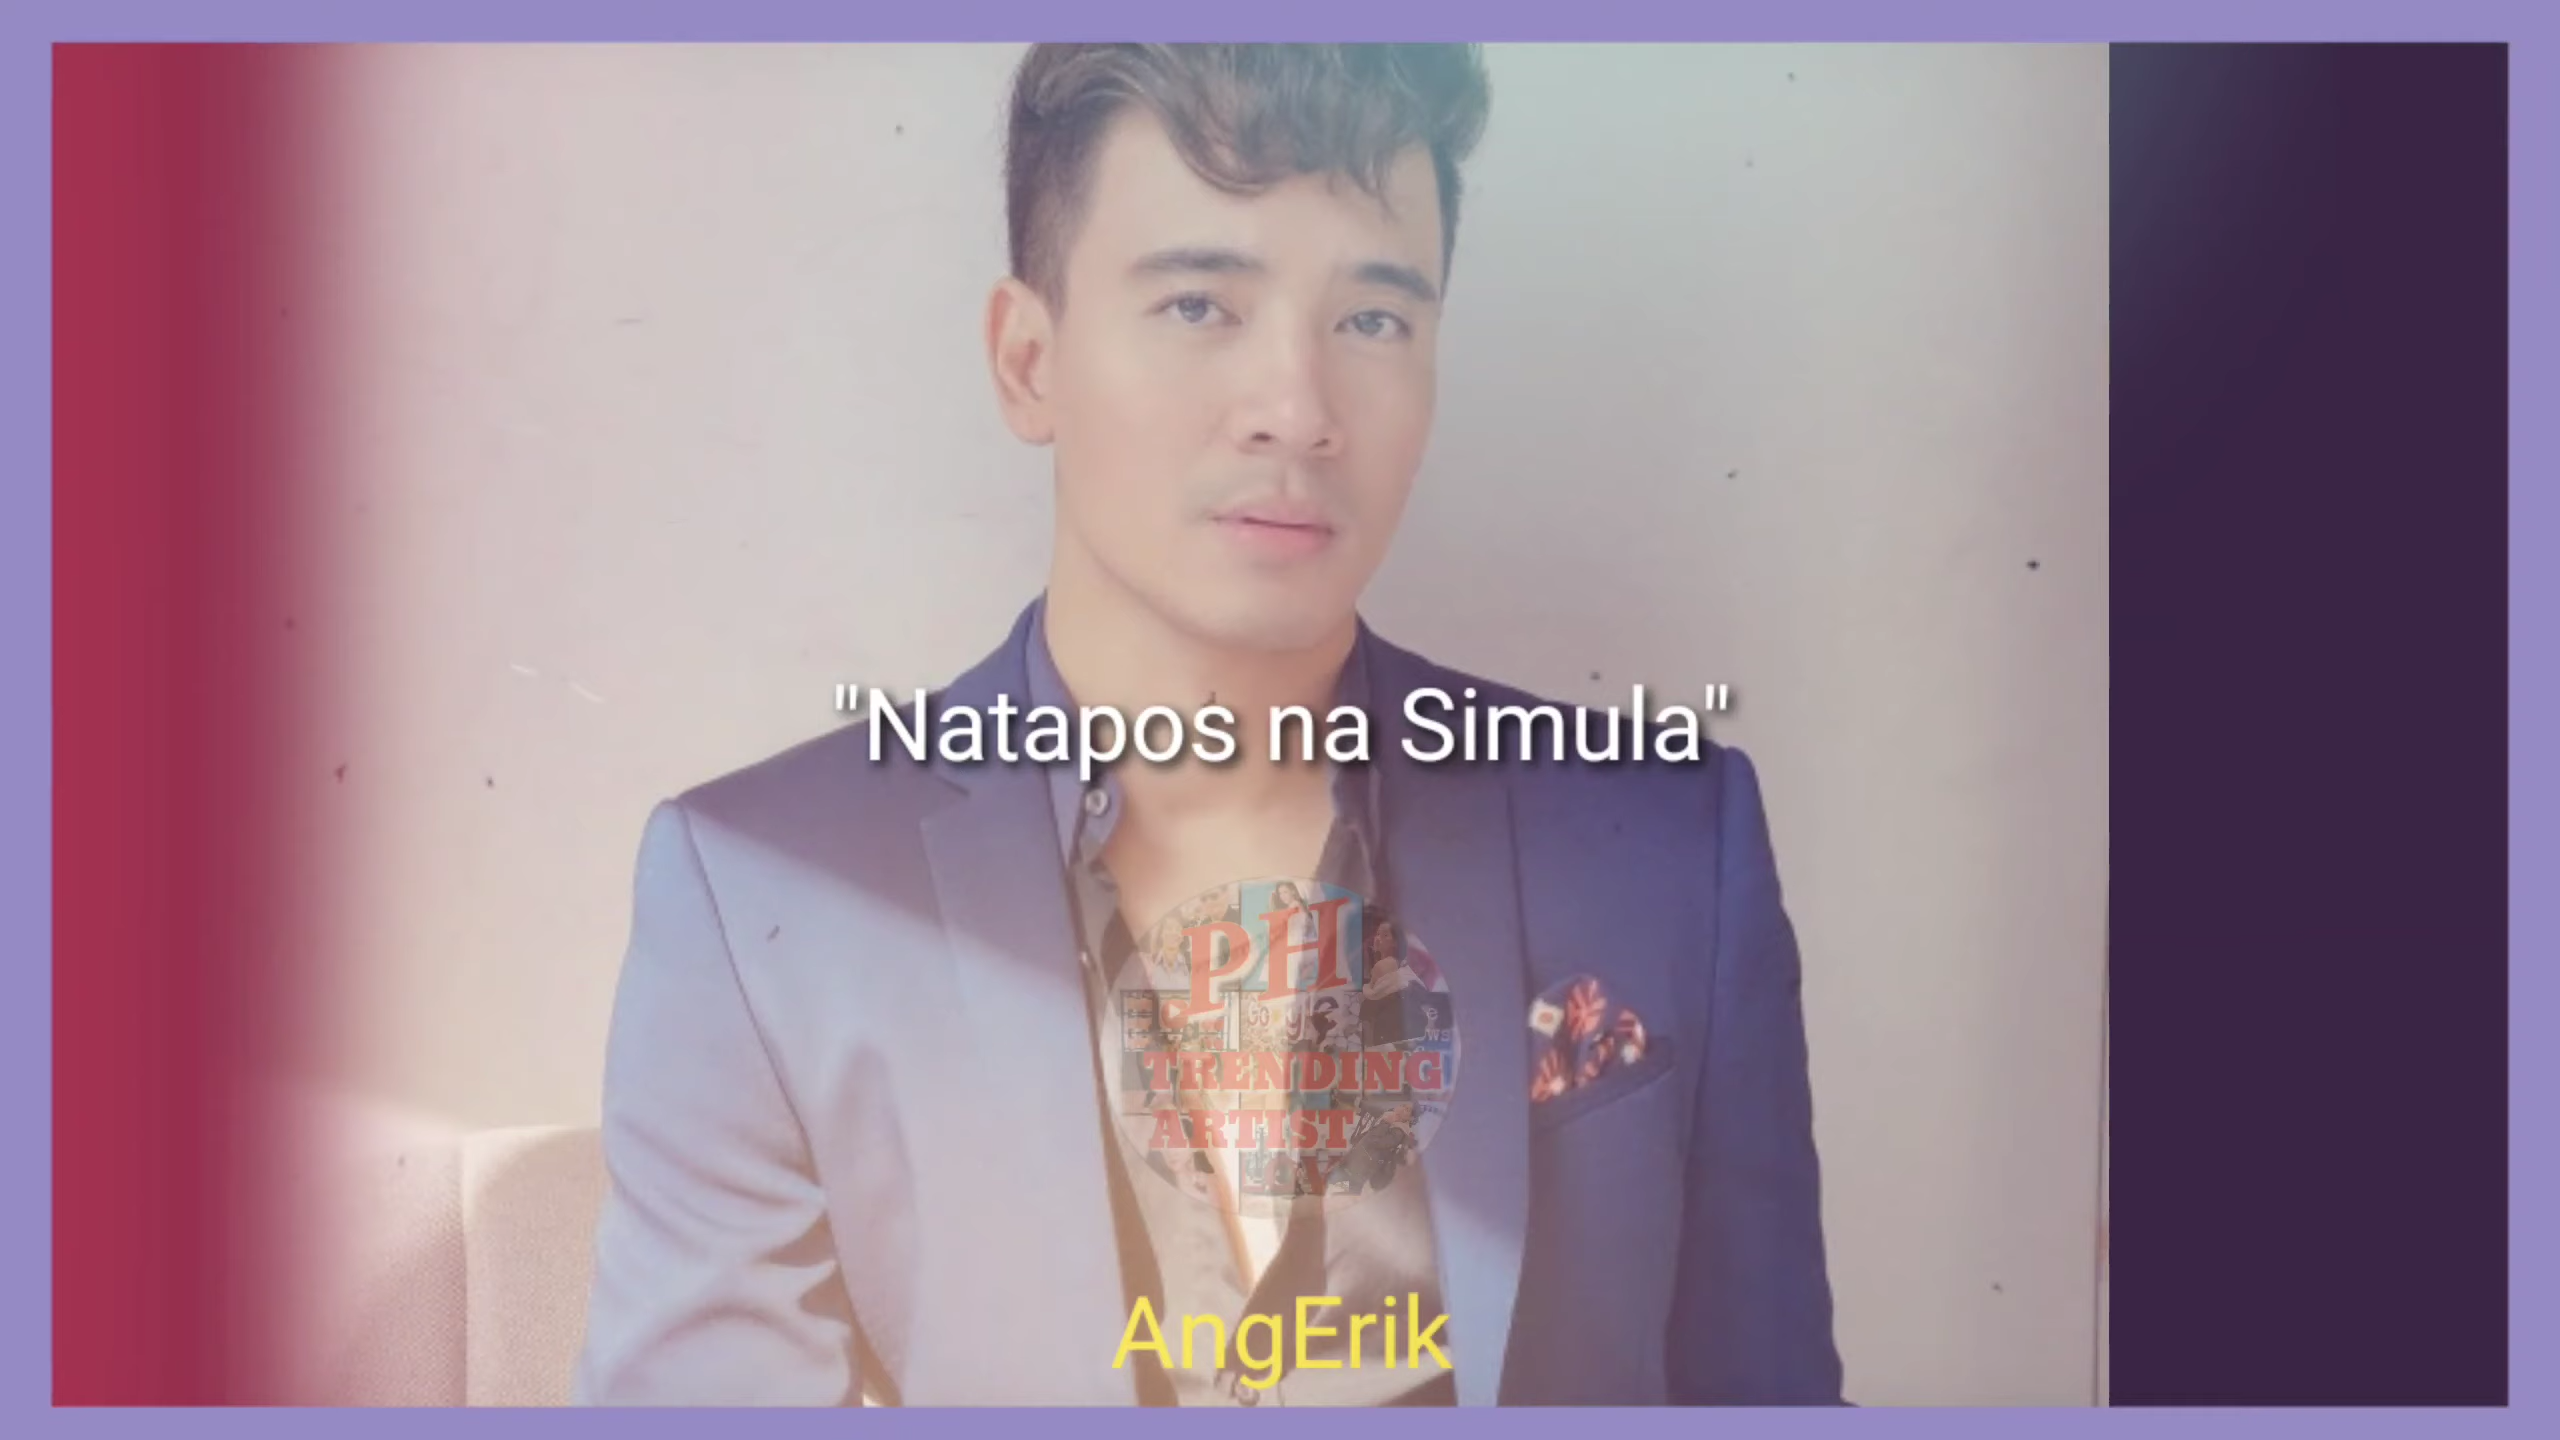 "Natapos na Simula"
PH
TRENDING
ARTIST
AngErik